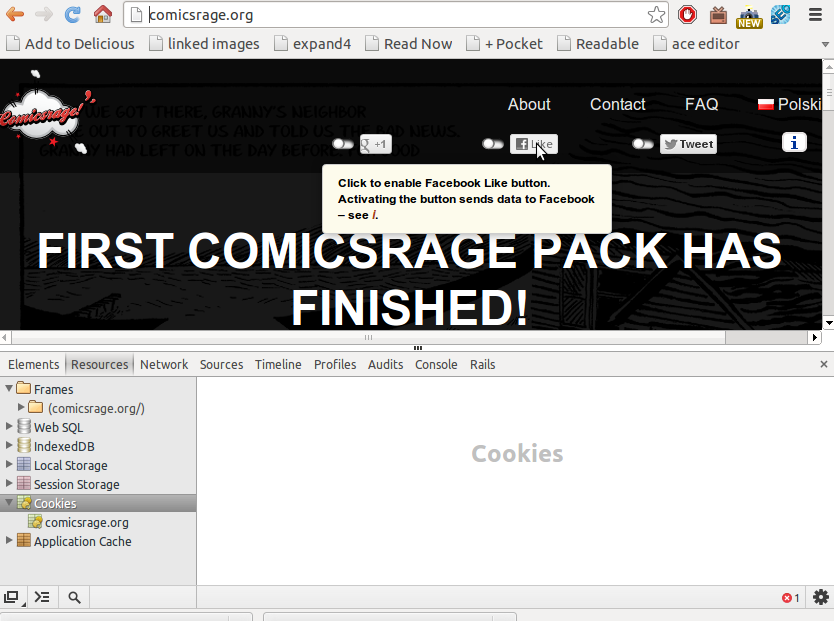 comicsrage.org
NEW
Add to Delicious linked images expand4 Read Now + Pocket Readable ace editor
Comicsrage!
WE GOT THERE, GRANNY'S NEIGHBOR
OUT TO GREET US AND TOLD US THE BAD NEWS.
GRANNY HAD LEFT ON THE DAY BEFORE,
About Contact FAQ Polski
+1 Like Tweet i
Click to enable Facebook Like button.
Activating the button sends data to Facebook
– see i.
FIRST COMICSRAGE PACK HAS
FINISHED!
Elements Resources Network Sources Timeline Profiles Audits Console Rails
Frames
(comicsrage.org/)
Web SQL
IndexedDB
Local Storage
Session Storage
Cookies
comicsrage.org
Application Cache
Cookies
1